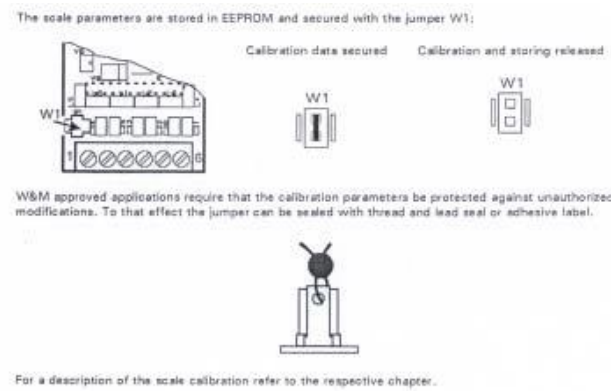 The scale parameters are stored in EEPROM and secured with the jumper W1:
Calibration data secured
Calibration and storing released
W1
W1
W1
1
6
W&M approved applications require that the calibration parameters be protected against unauthorized
modifications. To that effect the jumper can be sealed with thread and lead seal or adhesive label.
For a description of the scale calibration refer to the respective chapter.